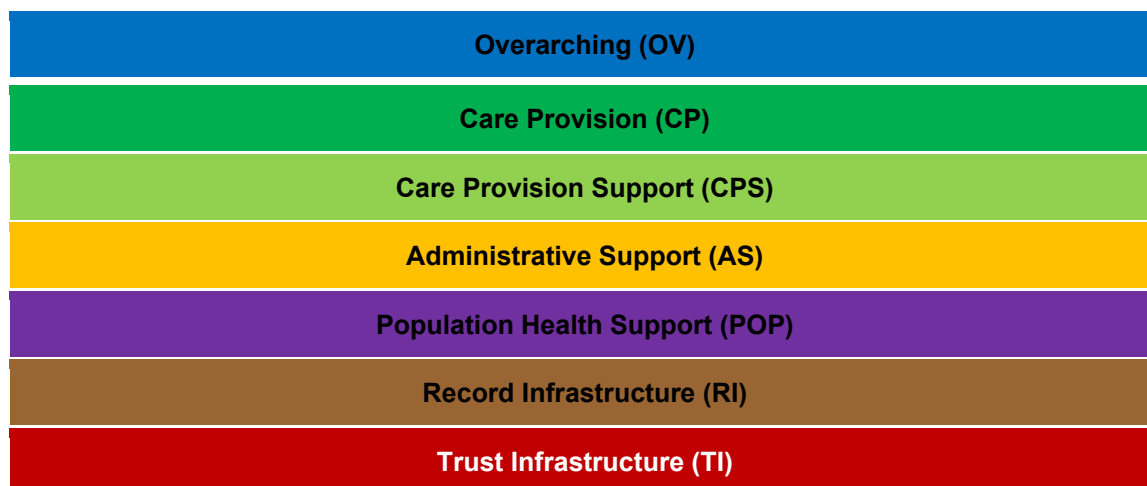 Overarching (OV)
Care Provision (CP)
Care Provision Support (CPS)
Administrative Support (AS)
Population Health Support (POP)
Record Infrastructure (RI)
Trust Infrastructure (TI)